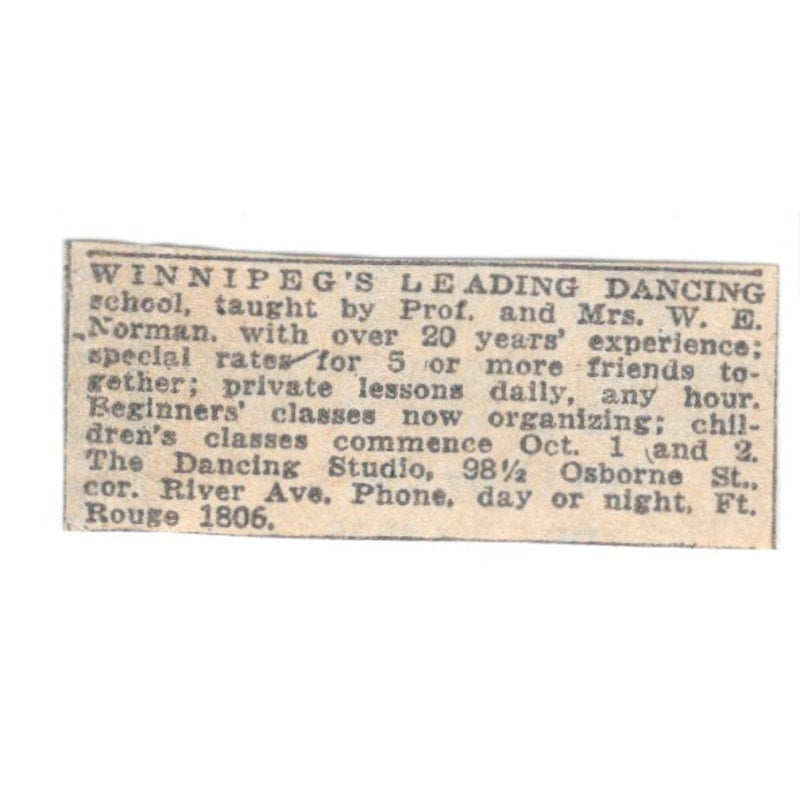 WINNIPEG'S LEADING DANCING
school, taught by Prof. and Mrs. W. E.
Norman, with over 20 years' experience;
special rates for 5 or more friends to-
gether; private lessons daily, any hour.
Beginners' classes now organizing; chil-
dren's classes commence Oct. 1 and 2.
The Dancing Studio, 98½ Osborne St.,
cor. River Ave. Phone, day or night, Ft.
Rouge 1806.